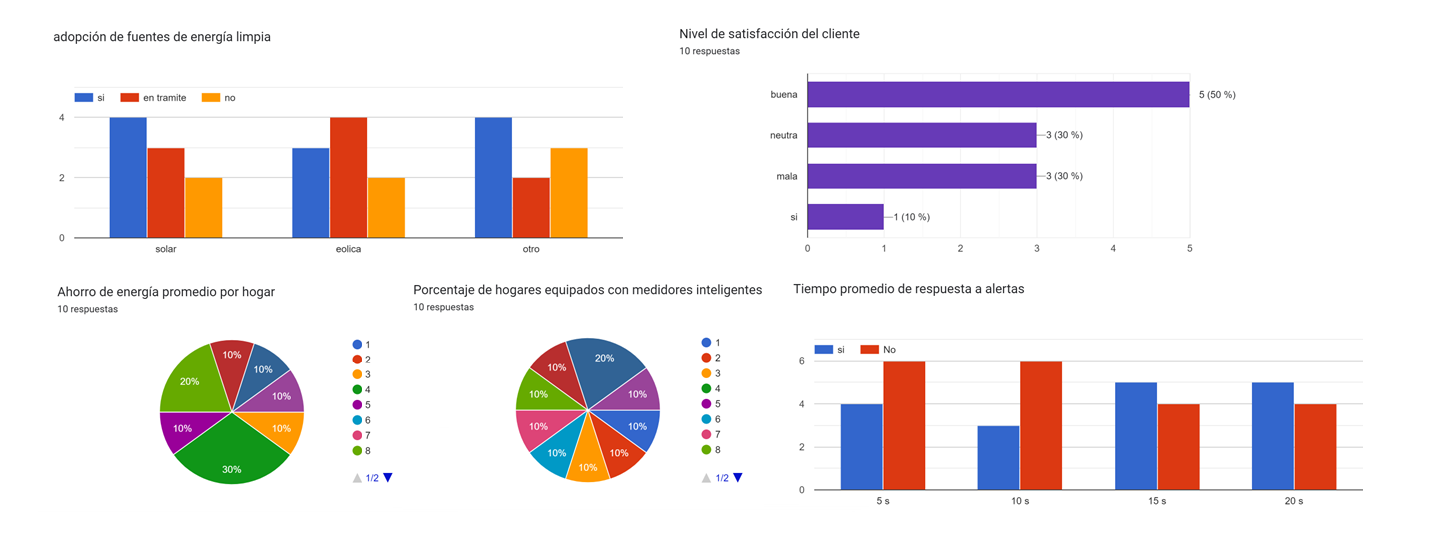 adopción de fuentes de energía limpia
si en tramite no
4
2
0
solar eolica otro
Nivel de satisfacción del cliente
10 respuestas
buena 5 (50 %)
neutra 3 (30 %)
mala 3 (30 %)
si 1 (10 %)
0 1 2 3 4 5
Ahorro de energía promedio por hogar
10 respuestas
10%
10%
20%
10%
10%
10%
30%
1
2
3
4
5
6
7
8
1/2
Porcentaje de hogares equipados con medidores inteligentes
10 respuestas
20%
10%
10%
10%
10%
10%
10%
10%
10%
1
2
3
4
5
6
7
8
1/2
Tiempo promedio de respuesta a alertas
si No
6
4
2
0
5 s 10 s 15 s 20 s